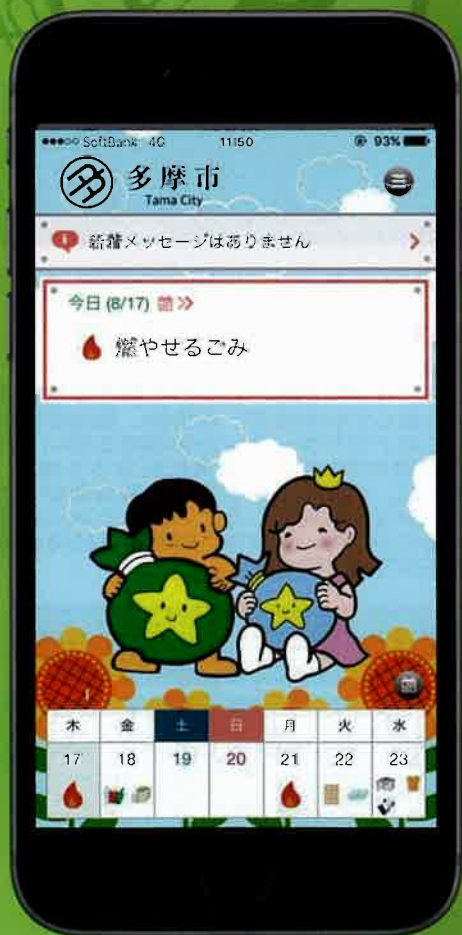 SoftBank 4G 11:50 93%
多摩市
Tama City
新着メッセージはありません
今日 (8/17)
燃やせるごみ
木 金 土 日 月 火 水
17 18 19 20 21 22 23